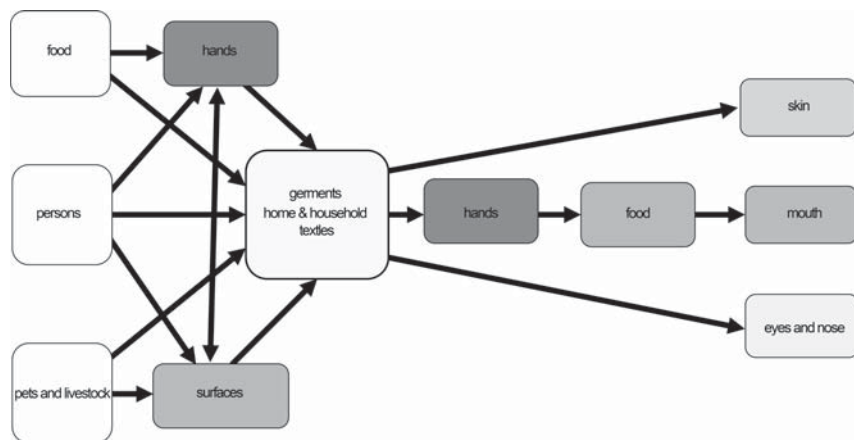 food
hands
skin
persons
germents
home & household
textles
hands
food
mouth
eyes and nose
pets and livestock
surfaces